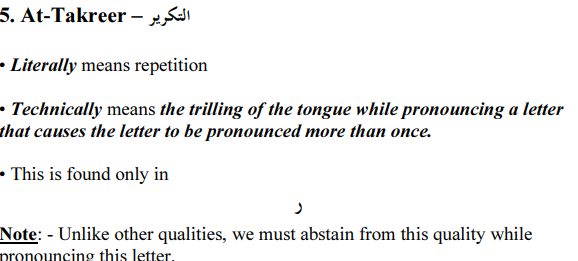 5. At-Takreer – التكرير
• Literally means repetition
• Technically means the trilling of the tongue while pronouncing a letter
that causes the letter to be pronounced more than once.
• This is found only in
ر
Note: - Unlike other qualities, we must abstain from this quality while
pronouncing this letter.